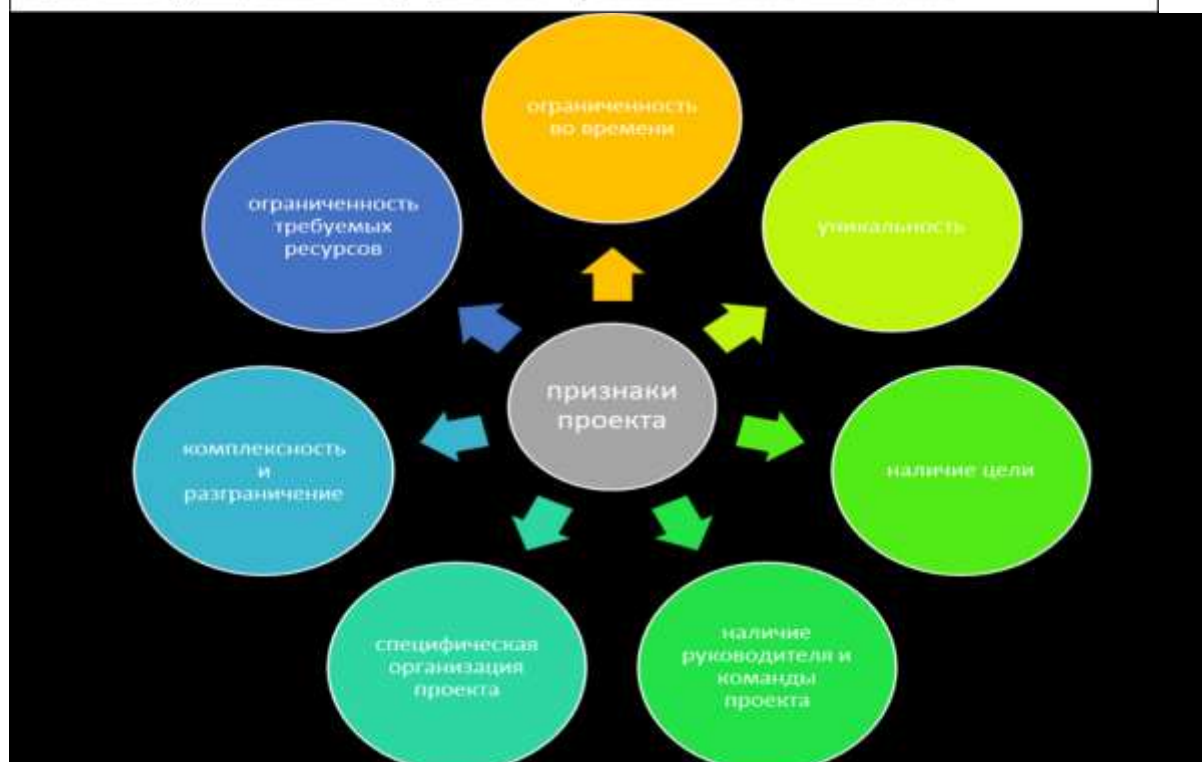 ограниченность
во времени
уникальность
наличие цели
наличие
руководителя и
команды
проекта
специфическая
организация
проекта
комплексность
и
разграничение
ограниченность
требуемых
ресурсов
признаки
проекта